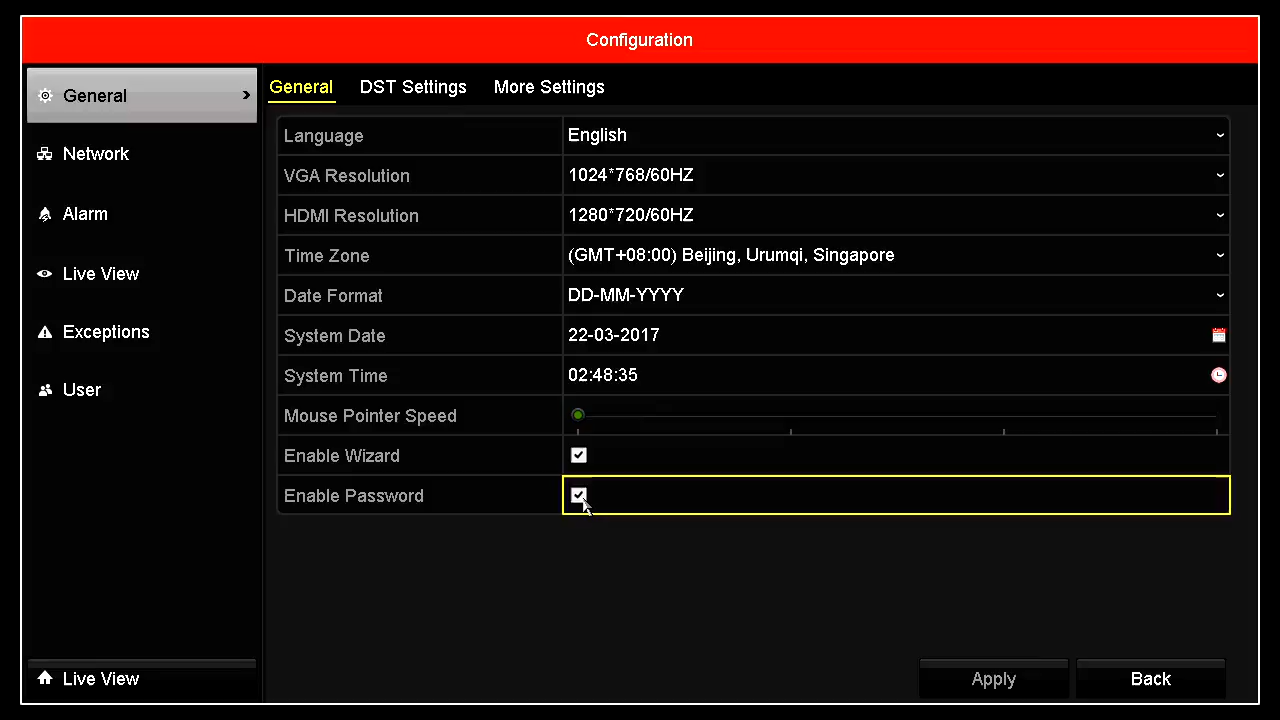 Configuration
General
Network
Alarm
Live View
Exceptions
User
Live View
General DST Settings More Settings
Language English
VGA Resolution 1024*768/60HZ
HDMI Resolution 1280*720/60HZ
Time Zone (GMT+08:00) Beijing, Urumqi, Singapore
Date Format DD-MM-YYYY
System Date 22-03-2017
System Time 02:48:35
Mouse Pointer Speed
Enable Wizard
Enable Password
Apply Back